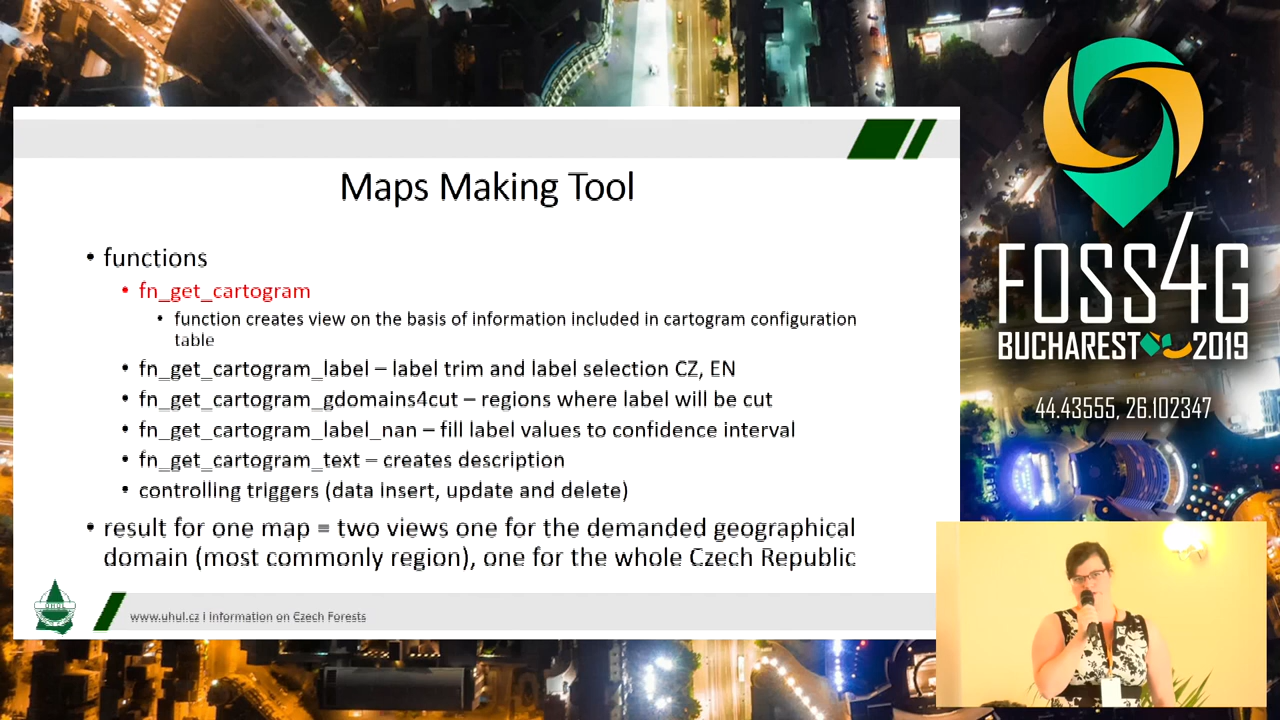 Maps Making Tool
• functions
• fn_get_cartogram
• function creates view on the basis of information included in cartogram configuration
table
• fn_get_cartogram_label – label trim and label selection CZ, EN
• fn_get_cartogram_gdomains4cut – regions where label will be cut
• fn_get_cartogram_label_nan – fill label values to confidence interval
• fn_get_cartogram_text – creates description
• controlling triggers (data insert, update and delete)
• result for one map = two views one for the demanded geographical
domain (most commonly region), one for the whole Czech Republic
UHUL
www.uhul.cz I Information on Czech Forests
FOSS4G
BUCHAREST 2019
44.43555, 26.102347